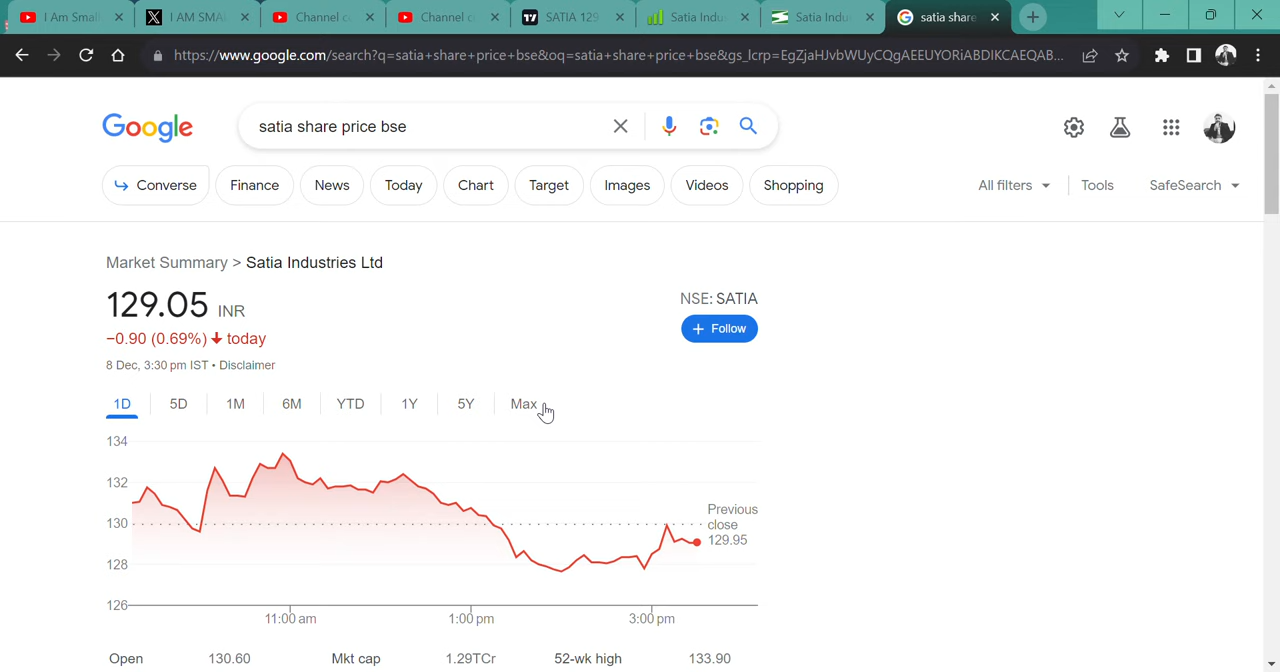 I Am Smal
I AM SMA
Channel c
Channel c
SATIA 129
Satia Indu
Satia Indu
satia share
https://www.google.com/search?q=satia+share+price+bse&oq=satia+share+price+bse&gs_lcrp=EgZjaHJvbWUyCQgAEEUYORiABDIKCAEQAB...
Google
satia share price bse
Converse Finance News Today Chart Target Images Videos Shopping All filters Tools SafeSearch
Market Summary > Satia Industries Ltd
129.05 INR
NSE: SATIA
−0.90 (0.69%) today
+ Follow
8 Dec, 3:30 pm IST • Disclaimer
1D 5D 1M 6M YTD 1Y 5Y Max
134
132
130
128
126
Previous
close
129.95
11:00 am 1:00 pm 3:00 pm
Open 130.60 Mkt cap 1.29TCr 52-wk high 133.90